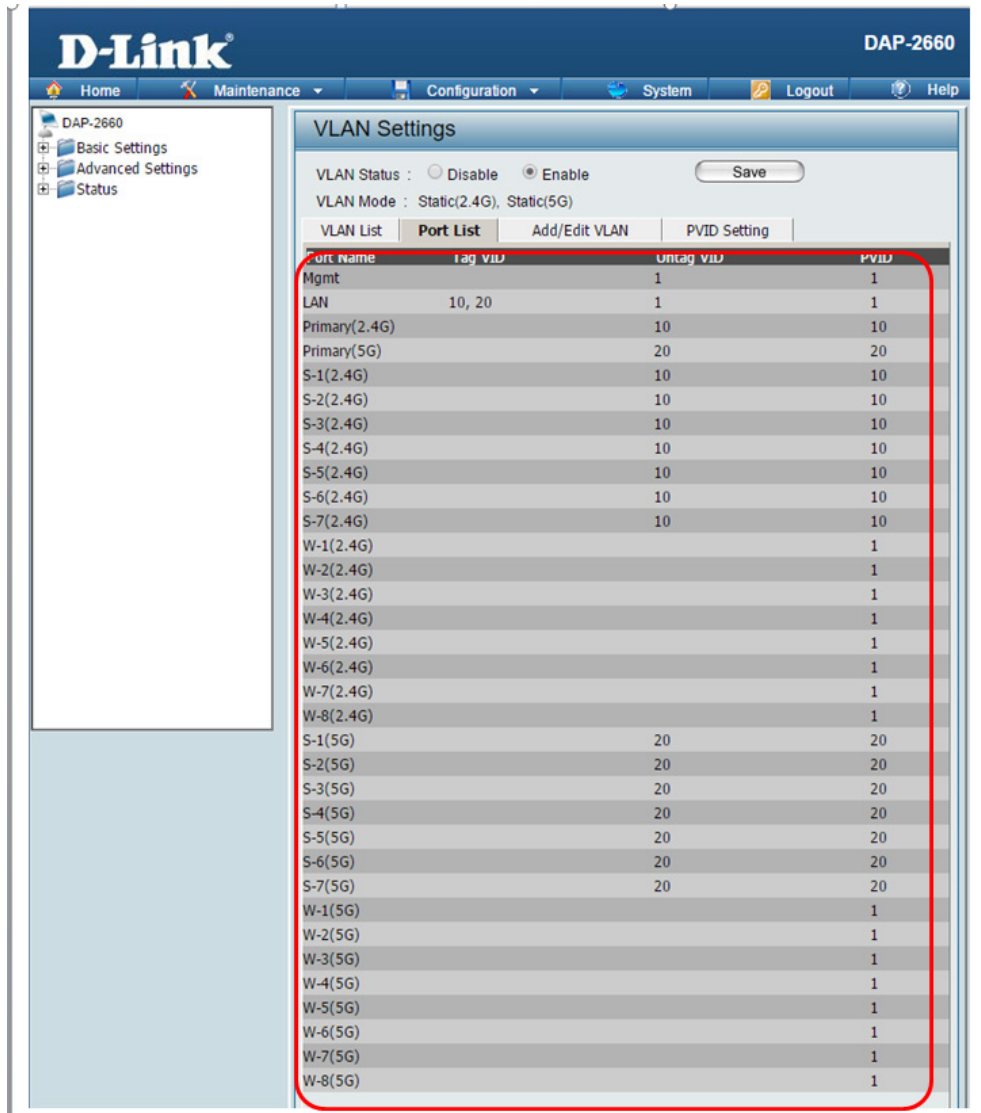 D-Link®
DAP-2660
Home Maintenance Configuration System Logout Help
DAP-2660
Basic Settings
Advanced Settings
Status
VLAN Settings
VLAN Status : Disable Enable Save
VLAN Mode : Static(2.4G), Static(5G)
VLAN List Port List Add/Edit VLAN PVID Setting
Port Name Tag VID Untag VID PVID
Mgmt 1 1
LAN 10, 20 1 1
Primary(2.4G) 10 10
Primary(5G) 20 20
S-1(2.4G) 10 10
S-2(2.4G) 10 10
S-3(2.4G) 10 10
S-4(2.4G) 10 10
S-5(2.4G) 10 10
S-6(2.4G) 10 10
S-7(2.4G) 10 10
W-1(2.4G) 1
W-2(2.4G) 1
W-3(2.4G) 1
W-4(2.4G) 1
W-5(2.4G) 1
W-6(2.4G) 1
W-7(2.4G) 1
W-8(2.4G) 1
S-1(5G) 20 20
S-2(5G) 20 20
S-3(5G) 20 20
S-4(5G) 20 20
S-5(5G) 20 20
S-6(5G) 20 20
S-7(5G) 20 20
W-1(5G) 1
W-2(5G) 1
W-3(5G) 1
W-4(5G) 1
W-5(5G) 1
W-6(5G) 1
W-7(5G) 1
W-8(5G) 1